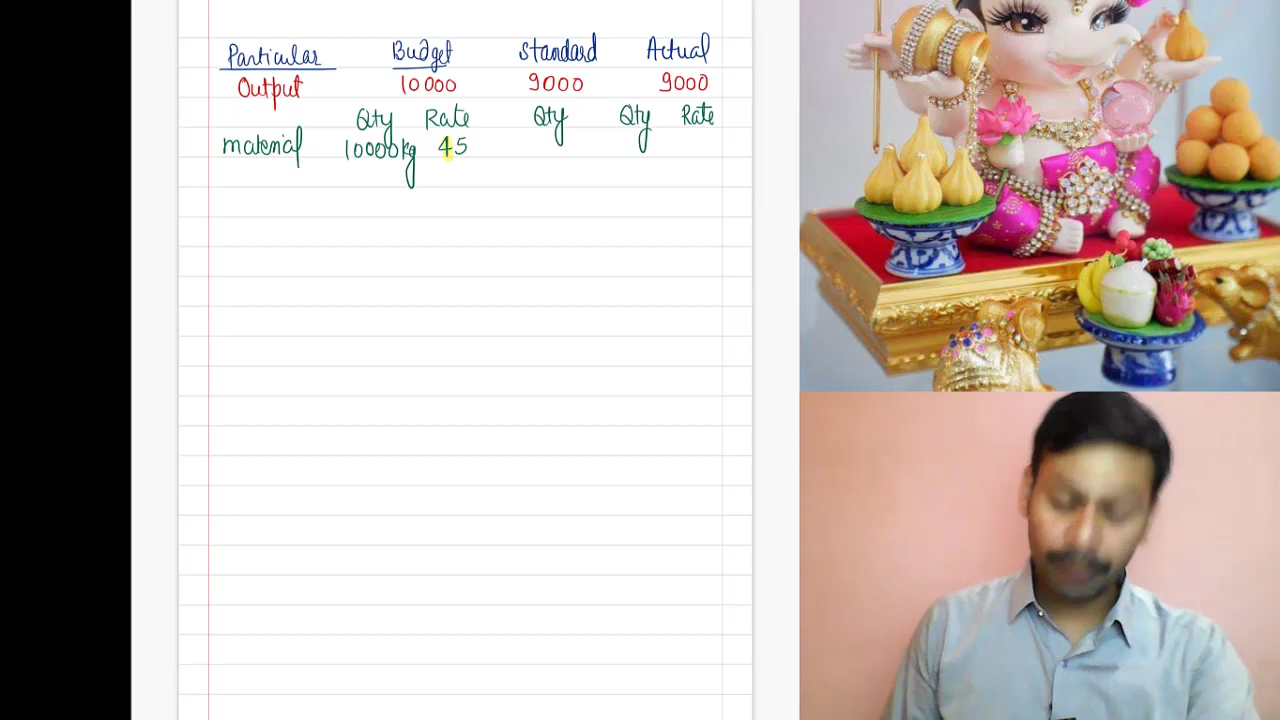 Particular Budget Standard Actual
Output 10000 9000 9000
Qty Rate Qty Qty Rate
material 10000kg 45